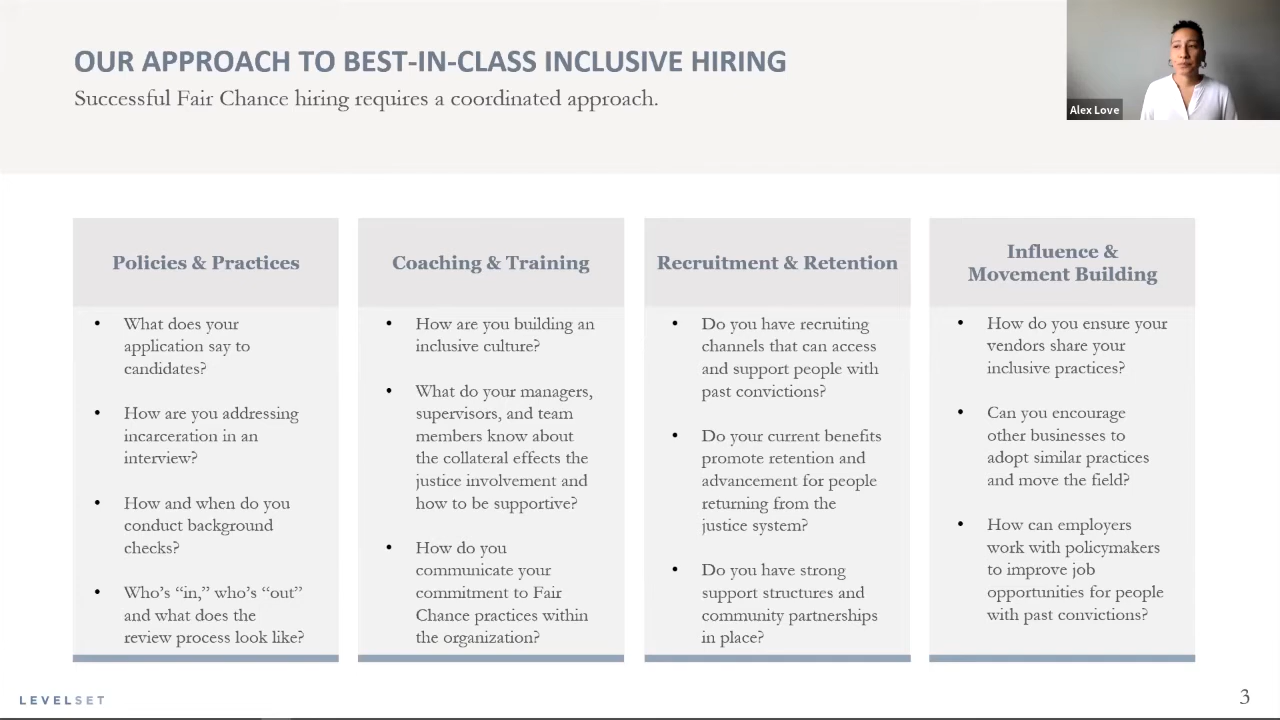 OUR APPROACH TO BEST-IN-CLASS INCLUSIVE HIRING
Successful Fair Chance hiring requires a coordinated approach.
Alex Love
Policies & Practices
• What does your
application say to
candidates?
• How are you addressing
incarceration in an
interview?
• How and when do you
conduct background
checks?
• Who's “in,” who's “out”
and what does the
review process look like?
Coaching & Training
• How are you building an
inclusive culture?
• What do your managers,
supervisors, and team
members know about
the collateral effects the
justice involvement and
how to be supportive?
• How do you
communicate your
commitment to Fair
Chance practices within
the organization?
Recruitment & Retention
• Do you have recruiting
channels that can access
and support people with
past convictions?
• Do your current benefits
promote retention and
advancement for people
returning from the
justice system?
• Do you have strong
support structures and
community partnerships
in place?
Influence &
Movement Building
• How do you ensure your
vendors share your
inclusive practices?
• Can you encourage
other businesses to
adopt similar practices
and move the field?
• How can employers
work with policymakers
to improve job
opportunities for people
with past convictions?
LEVELSET
3